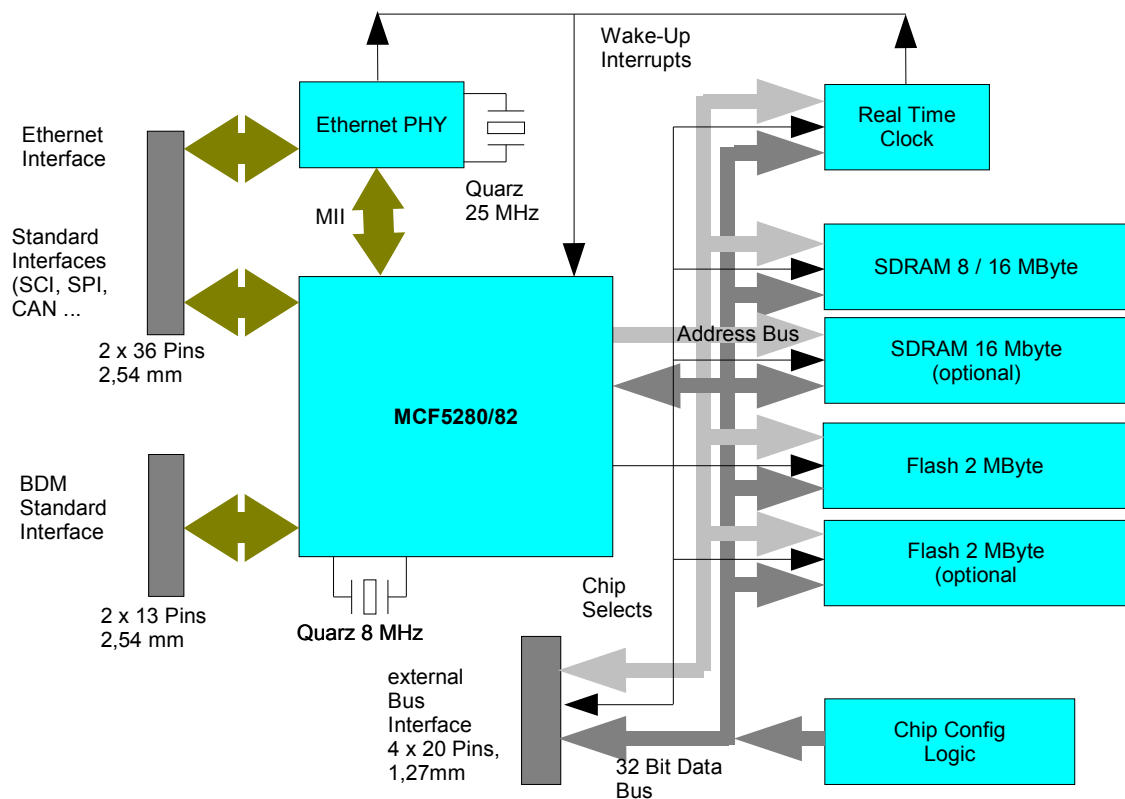 Wake-Up
Interrupts
Ethernet PHY
Real Time
Clock
Ethernet
Interface
Quarz
25 MHz
MII
Standard
Interfaces
(SCI, SPI,
CAN ...
SDRAM 8 / 16 MByte
Address Bus
SDRAM 16 Mbyte
(optional)
2 x 36 Pins
2,54 mm
MCF5280/82
Flash 2 MByte
BDM
Standard
Interface
Flash 2 MByte
(optional
Chip
Selects
2 x 13 Pins
2,54 mm
Quarz 8 MHz
external
Bus
Interface
4 x 20 Pins,
1,27mm
Chip Config
Logic
32 Bit Data
Bus